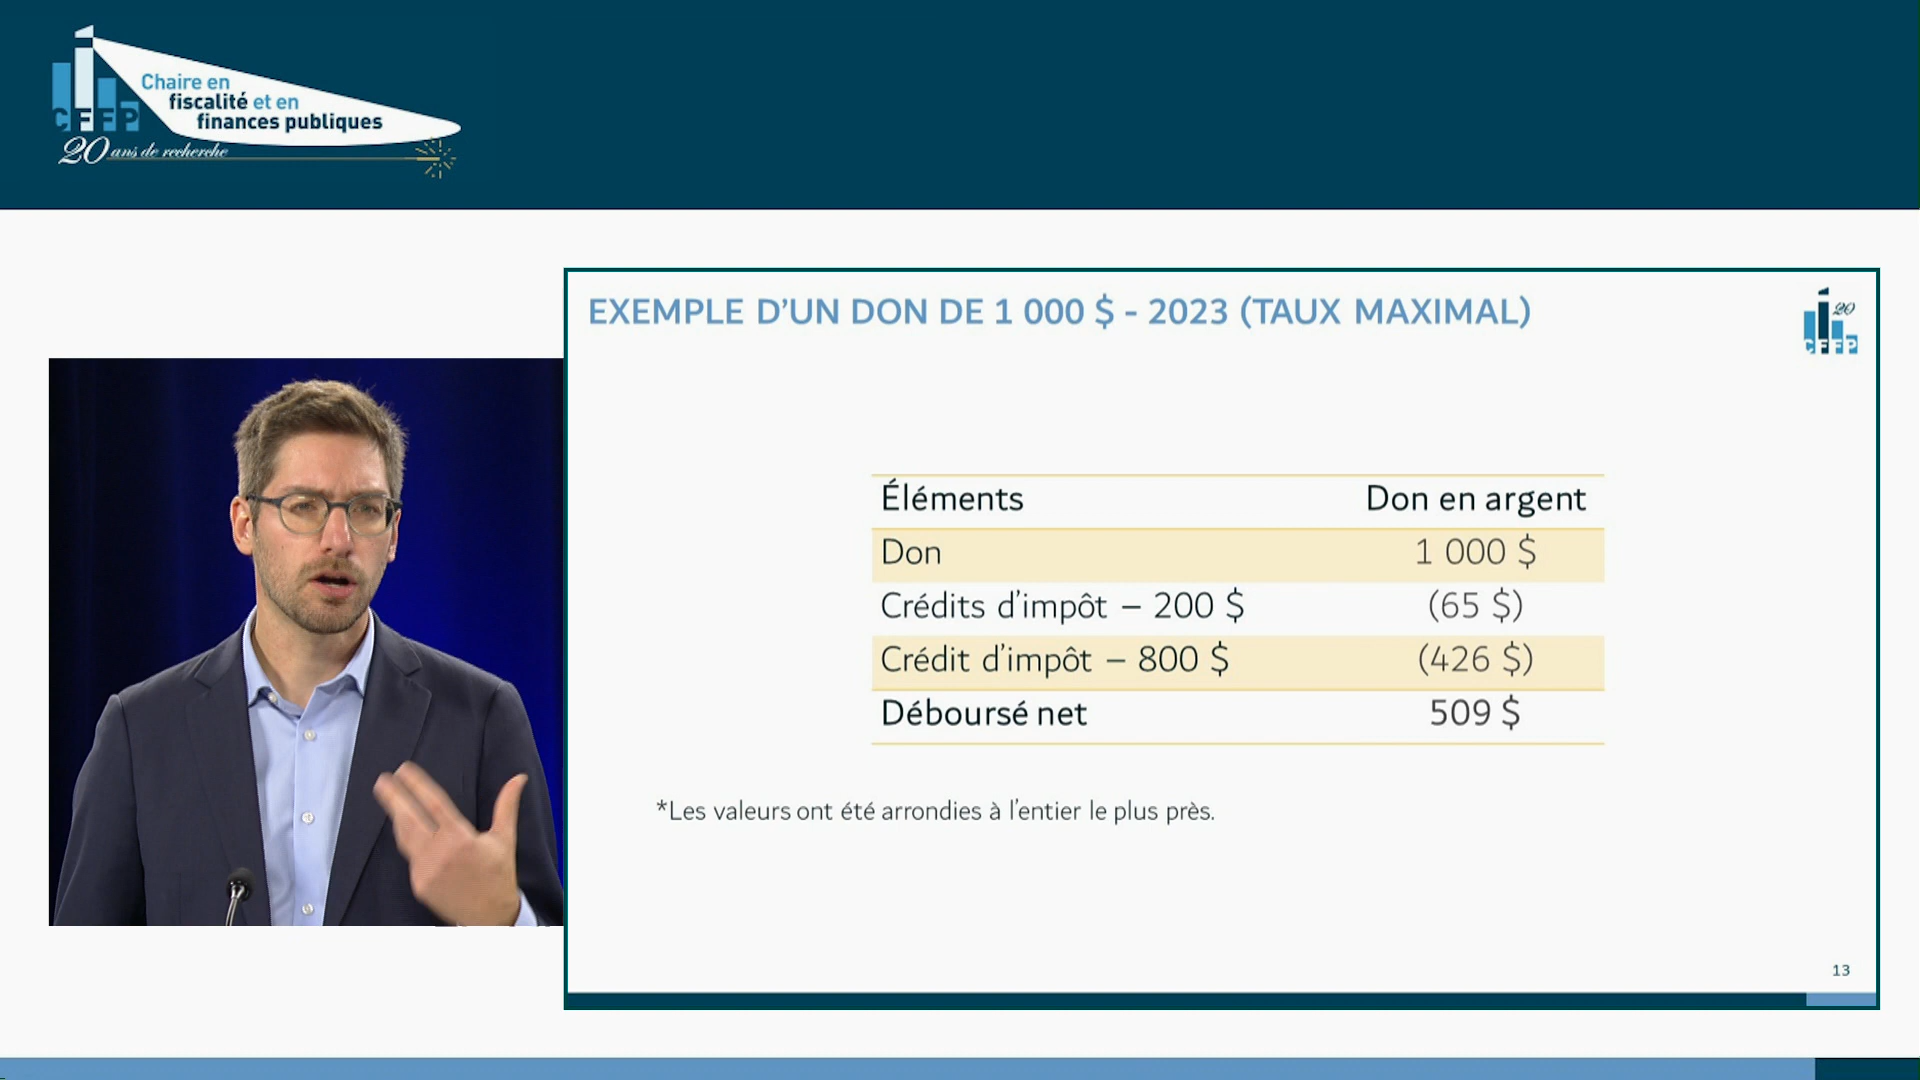 Chaire en
fiscalité et en
finances publiques
CFFP
20 ans de recherche
EXEMPLE D’UN DON DE 1 000 $ - 2023 (TAUX MAXIMAL)
20
CFFP
Éléments Don en argent
Don 1 000 $
Crédits d’impôt – 200 $ (65 $)
Crédit d’impôt – 800 $ (426 $)
Déboursé net 509 $
*Les valeurs ont été arrondies à l’entier le plus près.
13